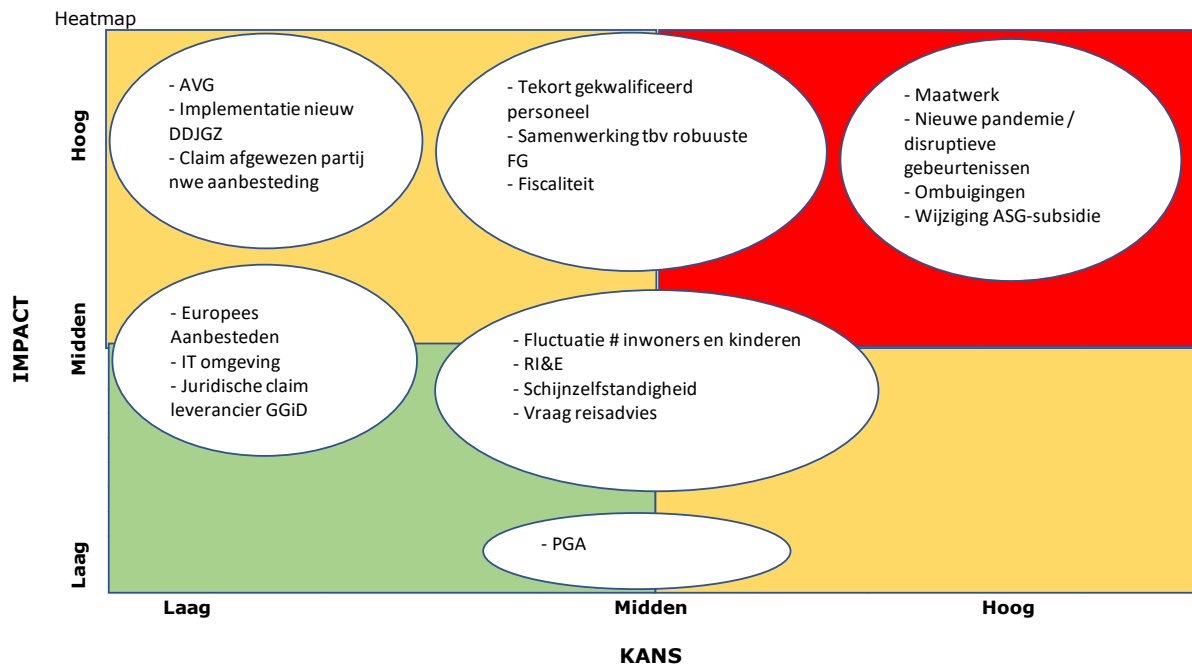 Heatmap
IMPACT
Hoog
Midden
Laag
- AVG
- Implementatie nieuw
DDJGZ
- Claim afgewezen partij
nwe aanbesteding
- Tekort gekwalificeerd
personeel
- Samenwerking tbv robuuste
FG
- Fiscaliteit
- Maatwerk
- Nieuwe pandemie /
disruptieve
gebeurtenissen
- Ombuigingen
- Wijziging ASG-subsidie
- Europees
Aanbesteden
- IT omgeving
- Juridische claim
leverancier GGiD
- Fluctuatie # inwoners en kinderen
- RI&E
- Schijnzelfstandigheid
- Vraag reisadvies
- PGA
Laag
Midden
Hoog
KANS